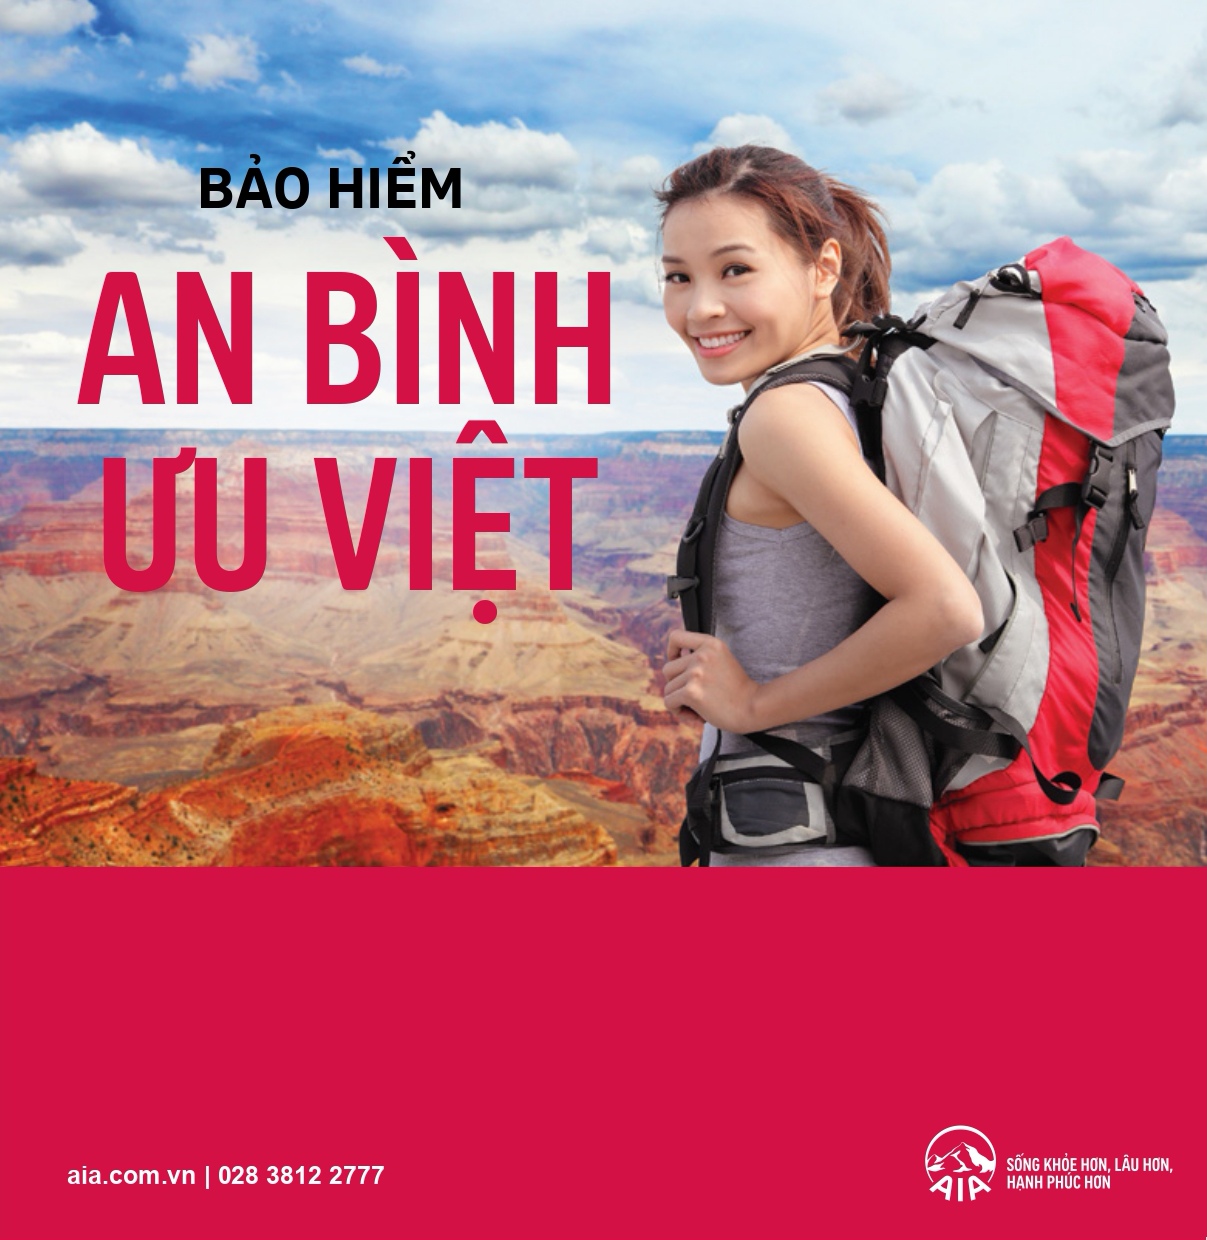 BẢO HIỂM
AN BÌNH
ƯU VIỆT
aia.com.vn | 028 3812 2777
AIA
SỐNG KHỎE HƠN, LÂU HƠN,
HẠNH PHÚC HƠN